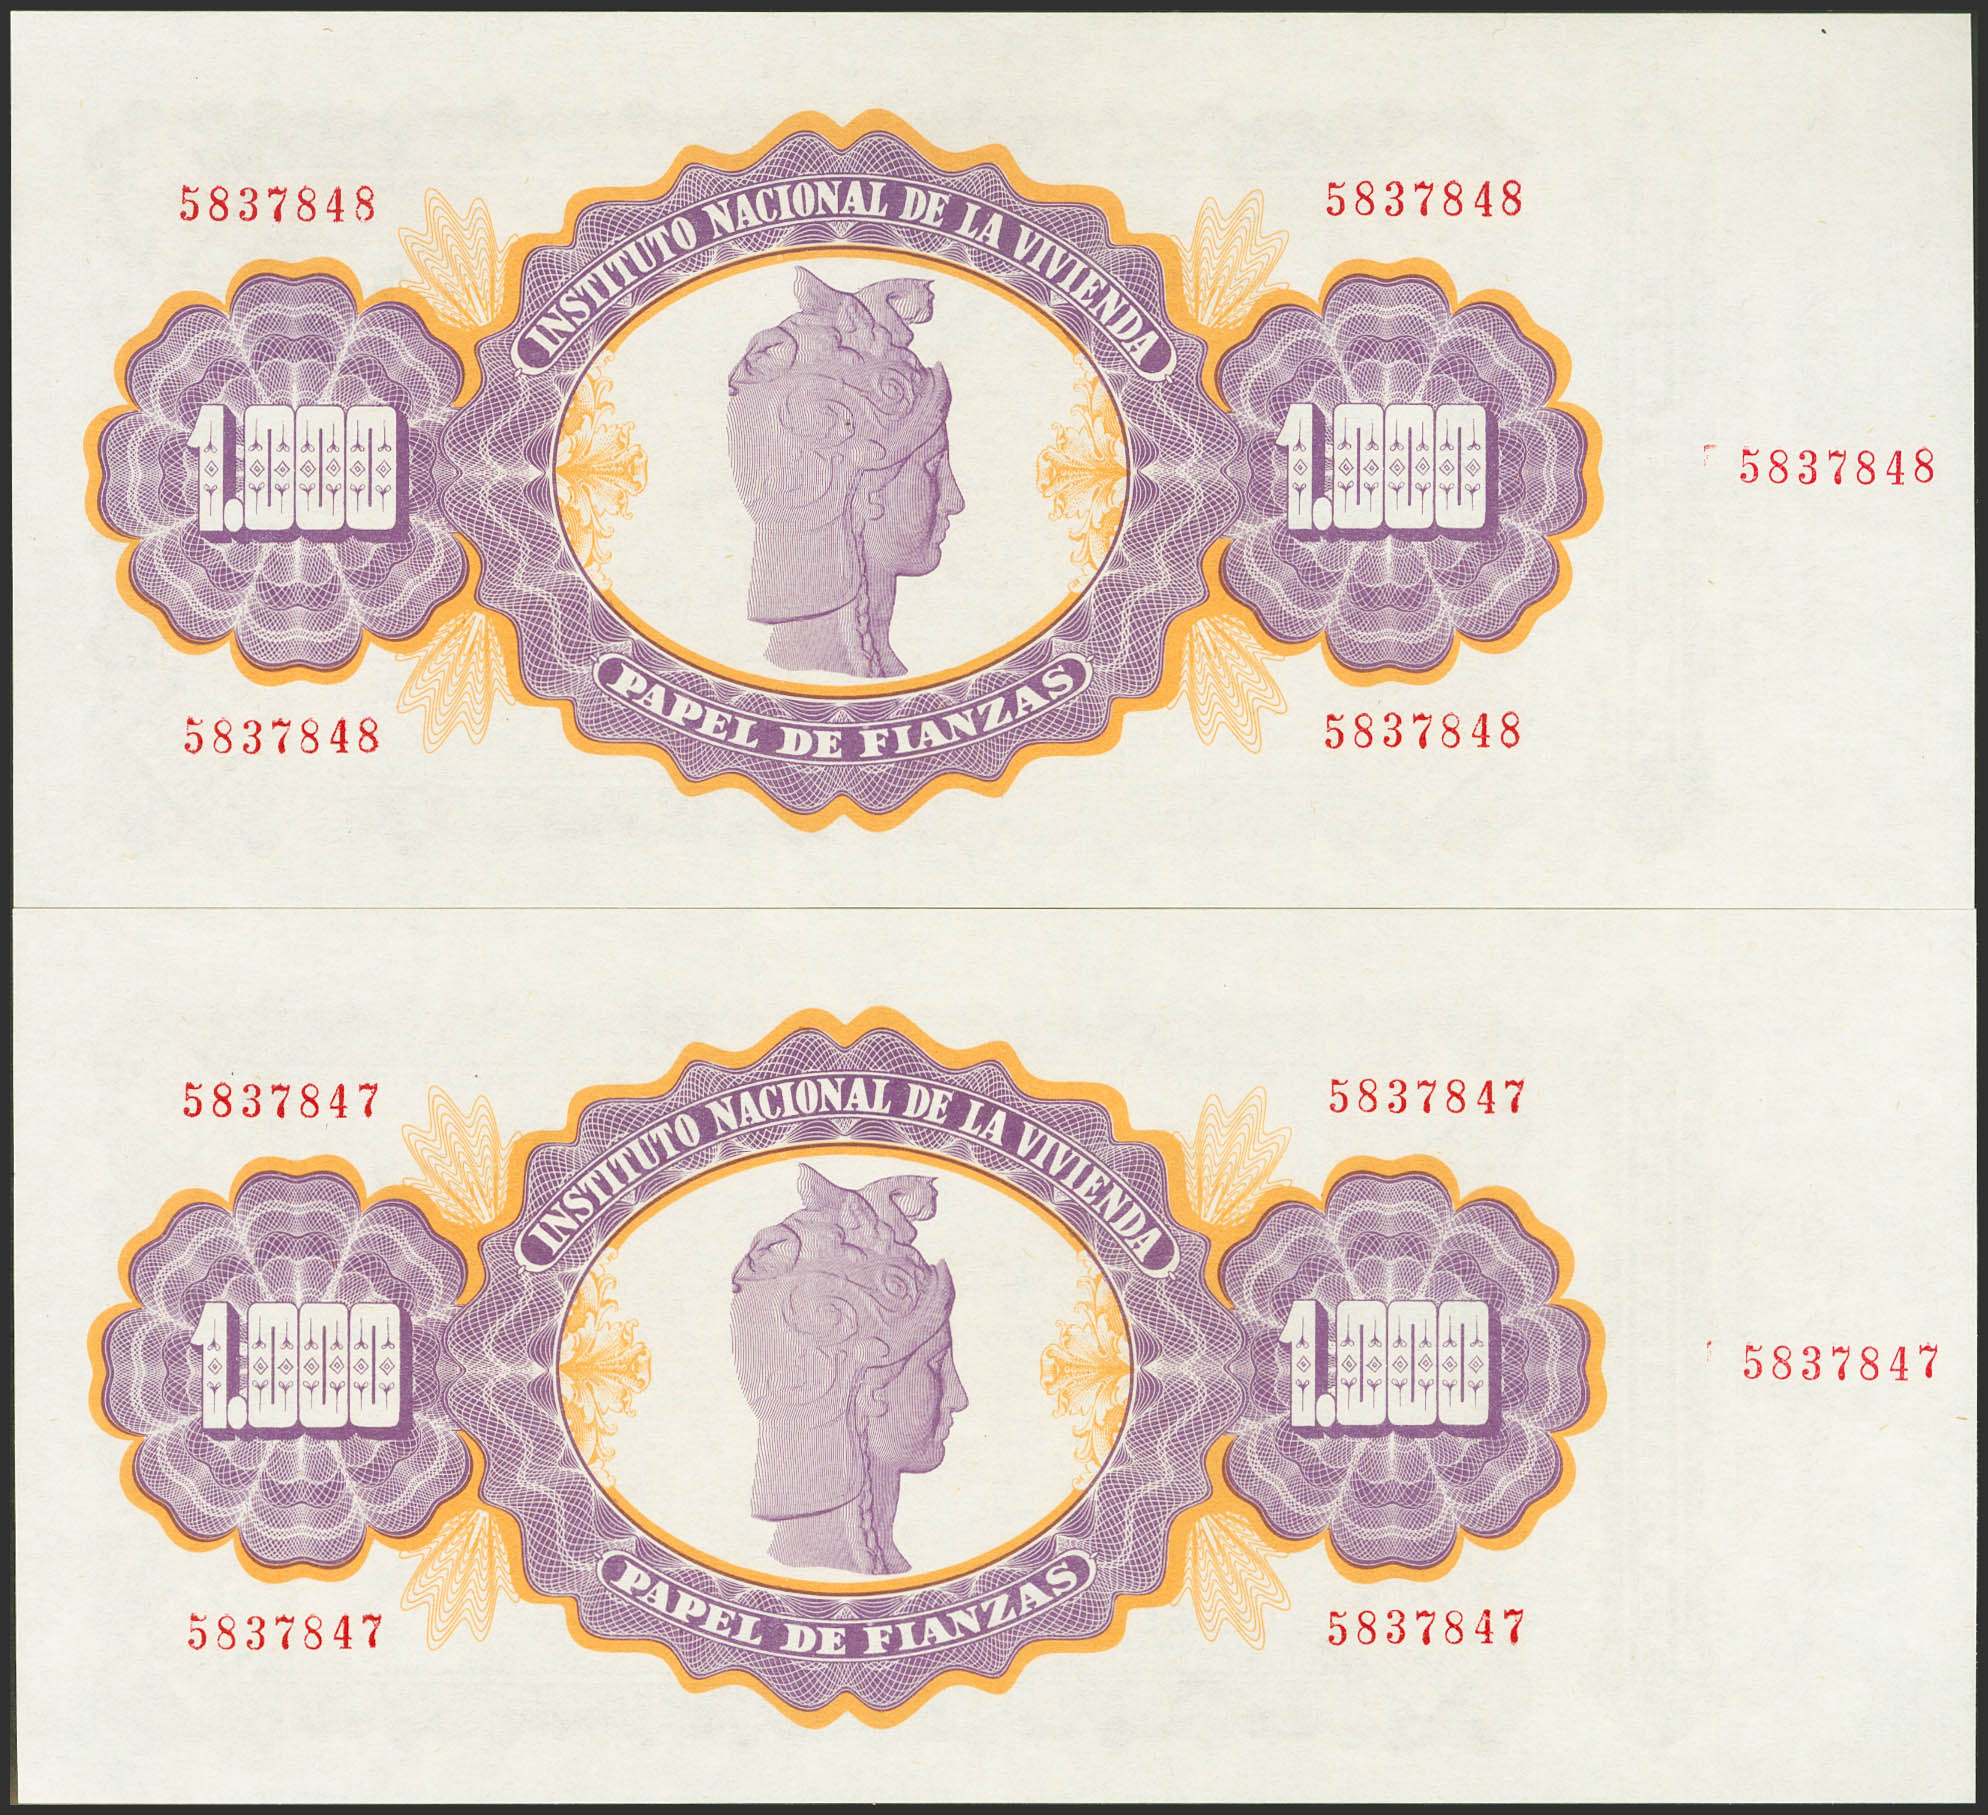 5837848 5837848
INSTITUTO NACIONAL DE LA VIVIENDA
1.000 1.000
5837848
PAPEL DE FIANZAS
5837848 5837848
5837847 5837847
INSTITUTO NACIONAL DE LA VIVIENDA
1.000 1.000
5837847
PAPEL DE FIANZAS
5837847 5837847